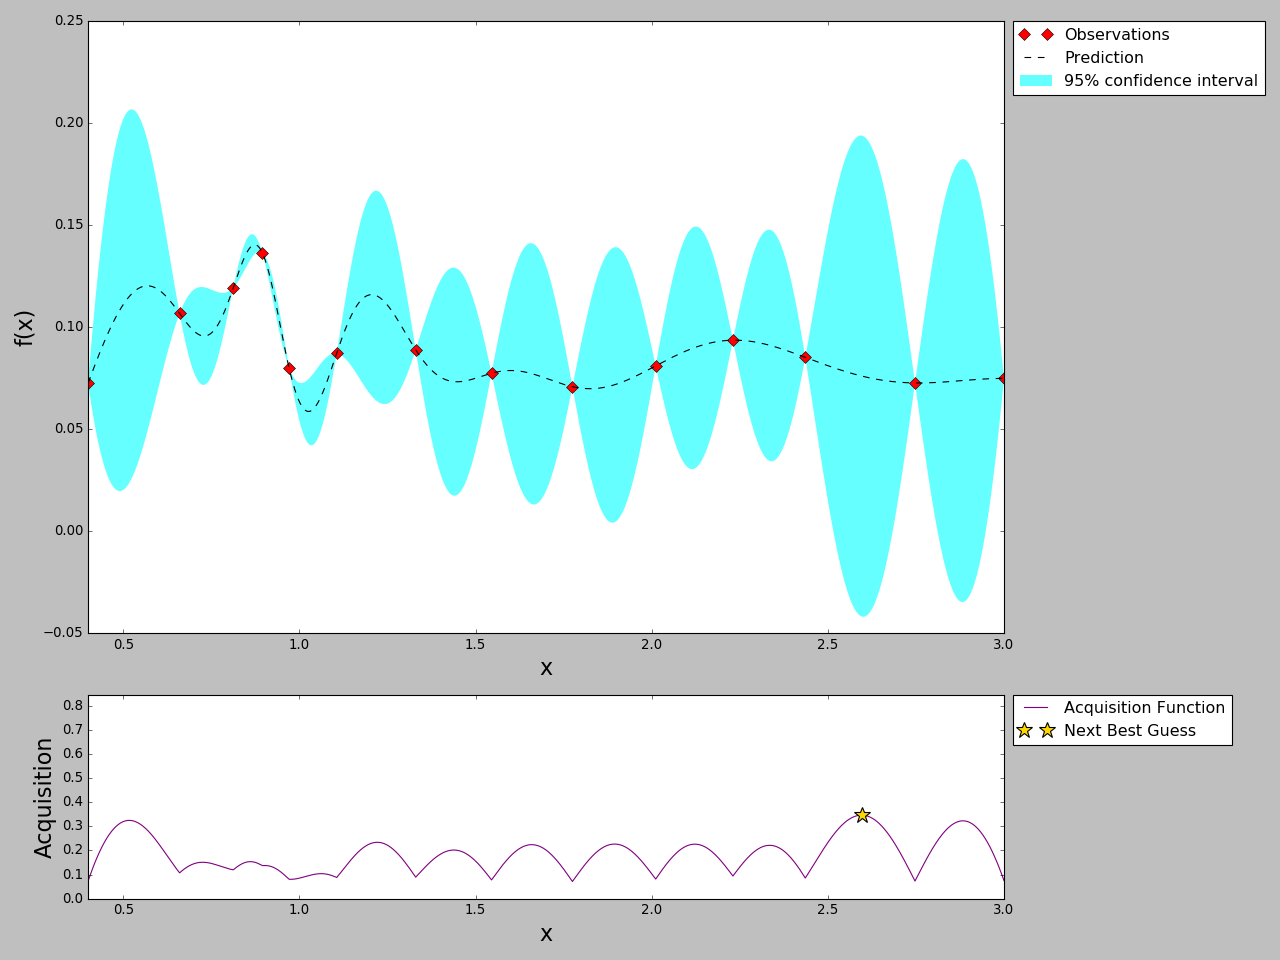 0.25
0.20
0.15
0.10
0.05
0.00
−0.05
f(x)
0.5 1.0 1.5 2.0 2.5 3.0
x
Observations
Prediction
95% confidence interval
0.8
0.7
0.6
0.5
0.4
0.3
0.2
0.1
0.0
Acquisition
0.5 1.0 1.5 2.0 2.5 3.0
x
Acquisition Function
Next Best Guess